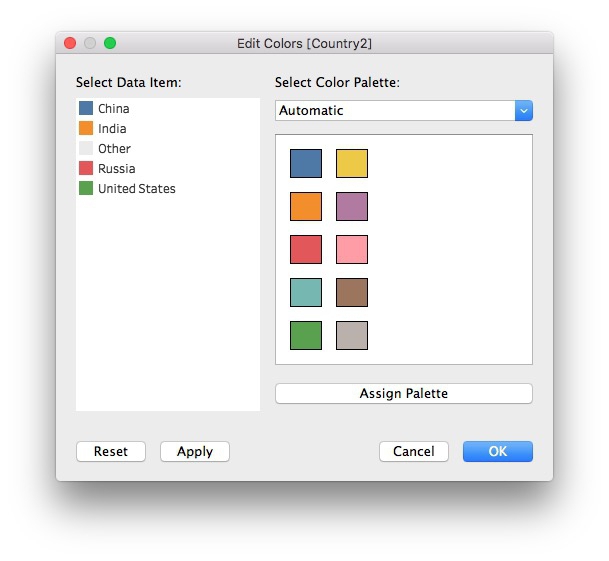 Edit Colors [Country2]
Select Data Item:
China
India
Other
Russia
United States
Select Color Palette:
Automatic
Assign Palette
Reset
Apply
Cancel
OK